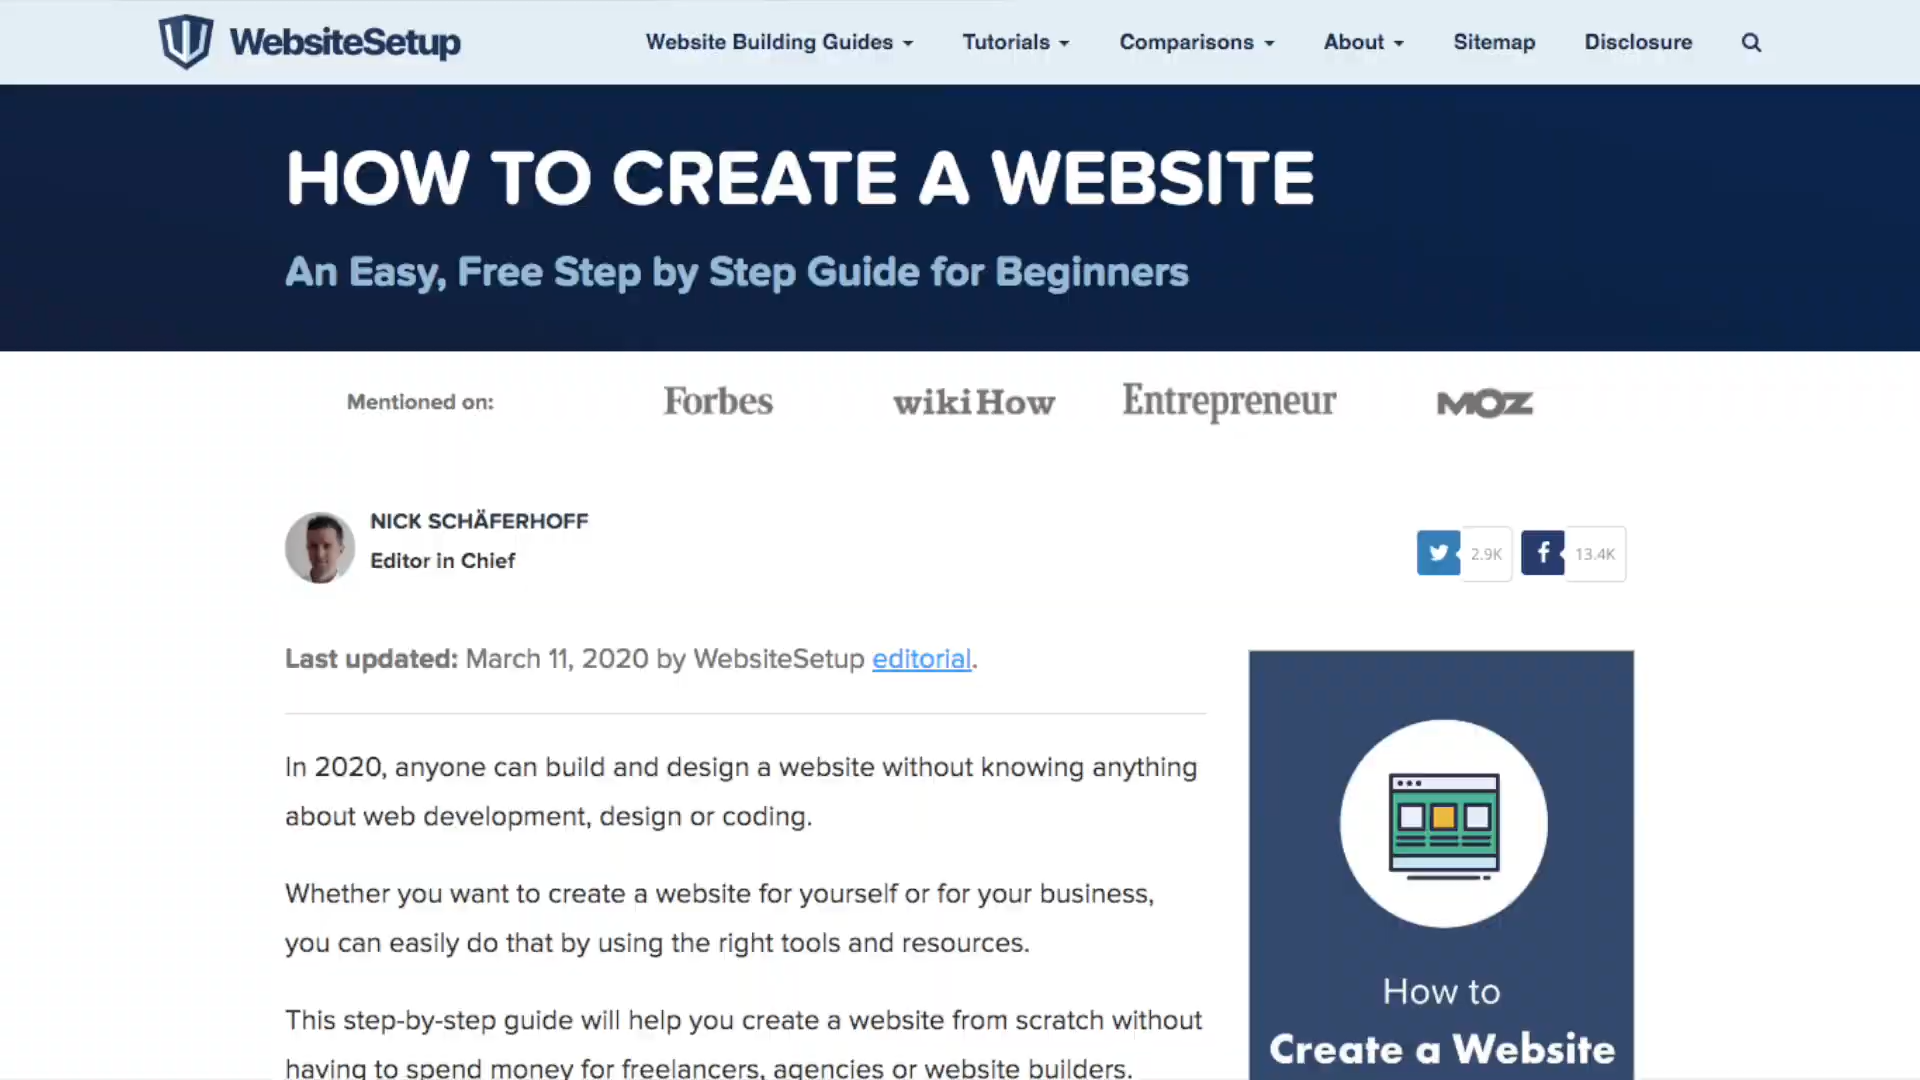 WebsiteSetup
Website Building Guides
Tutorials
Comparisons
About
Sitemap
Disclosure
HOW TO CREATE A WEBSITE
An Easy, Free Step by Step Guide for Beginners
Mentioned on:
Forbes
wikiHow
Entrepreneur
MOZ
NICK SCHÄFERHOFF
Editor in Chief
2.9K
13.4K
Last updated: March 11, 2020 by WebsiteSetup editorial.
In 2020, anyone can build and design a website without knowing anything
about web development, design or coding.
Whether you want to create a website for yourself or for your business,
you can easily do that by using the right tools and resources.
This step-by-step guide will help you create a website from scratch without
having to spend money for freelancers, agencies or website builders.
How to
Create a Website